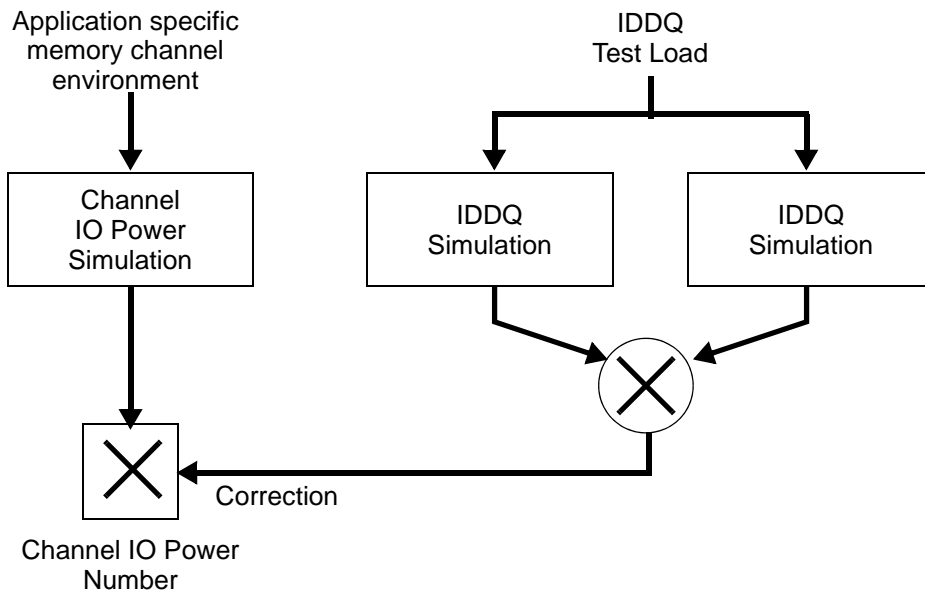 Application specific
memory channel
environment
IDDQ
Test Load
Channel
IO Power
Simulation
IDDQ
Simulation
IDDQ
Simulation
Correction
Channel IO Power
Number